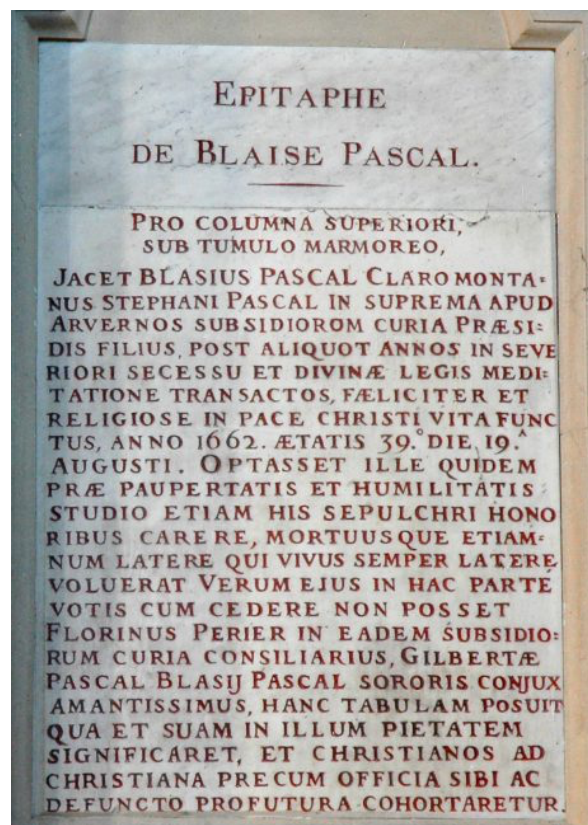 EPITAPHE
DE BLAISE PASCAL.
PRO COLUMNA SUPERIORI,
SUB TUMULO MARMOREO,
JACET BLASIUS PASCAL CLAROMONTA=
NUS STEPHANI PASCAL IN SUPREMA APUD
ARVERNOS SUBSIDIOROM CURIA PRÆSI=
DIS FILIUS, POST ALIQUOT ANNOS IN SEVE
RIORI SECESSU ET DIVINÆ LEGIS MEDI=
TATIONE TRANSACTOS, FÆLICITER ET
RELIGIOSE IN PACE CHRISTI VITA FUNC
TUS, ANNO 1662. ÆTATIS 39.º DIE 19.ᴬ
AUGUSTI. OPTASSET ILLE QUIDEM
PRÆ PAUPERTATIS ET HUMILITATIS
STUDIO ETIAM HIS SEPULCHRI HONO
RIBUS CARERE, MORTUUSQUE ETIAM=
NUM LATERE QUI VIVUS SEMPER LATERE
VOLUERAT VERUM EJUS IN HAC PARTE
VOTIS CUM CEDERE NON POSSET
FLORINUS PERIER IN EADEM SUBSIDIO=
RUM CURIA CONSILIARIUS, GILBERTÆ
PASCAL BLASIJ PASCAL SORORIS CONJUX
AMANTISSIMUS, HANC TABULAM POSUIT
QUA ET SUAM IN ILLUM PIETATEM
SIGNIFICARET, ET CHRISTIANOS AD
CHRISTIANA PRECUM OFFICIA SIBI AC
DEFUNCTO PROFUTURA COHORTARETUR.